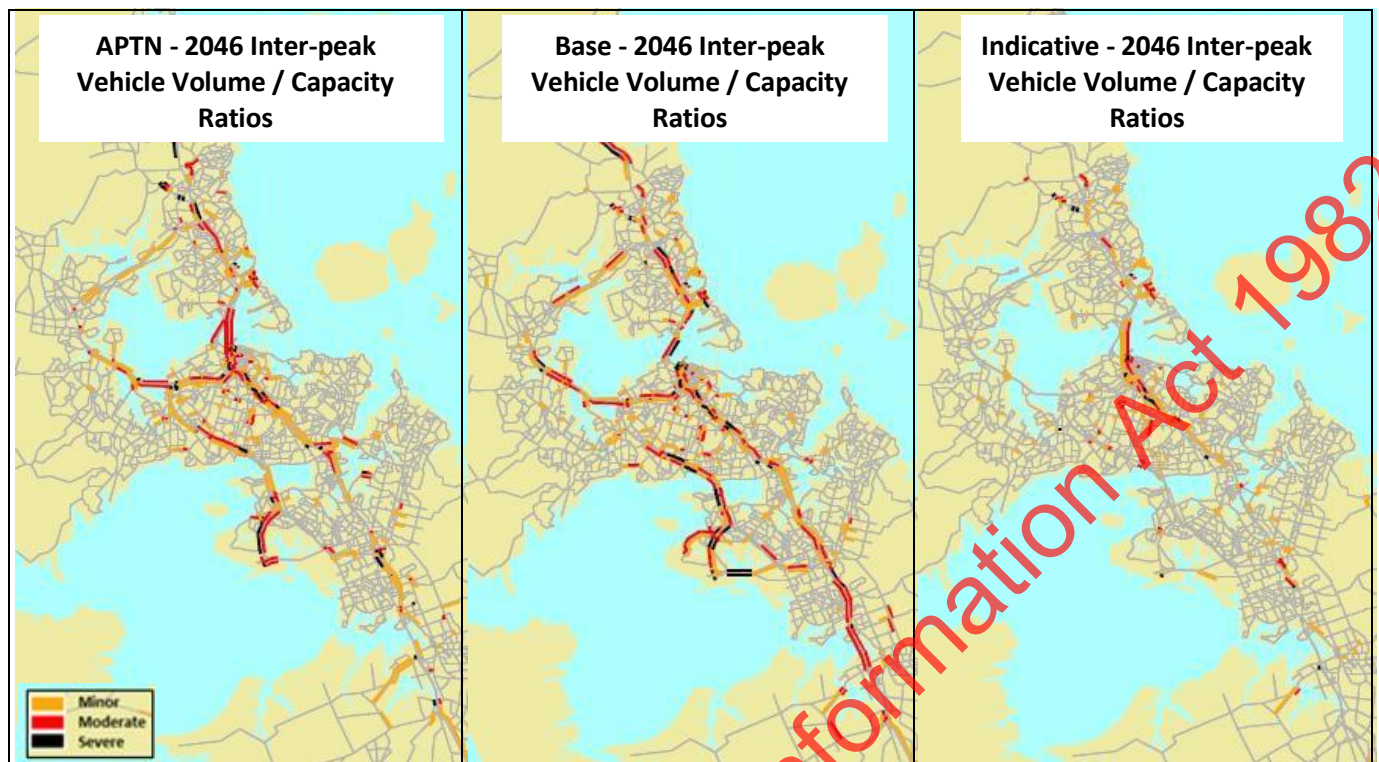 APTN - 2046 Inter-peak
Vehicle Volume / Capacity
Ratios
Base - 2046 Inter-peak
Vehicle Volume / Capacity
Ratios
Indicative - 2046 Inter-peak
Vehicle Volume / Capacity
Ratios
Minor
Moderate
Severe
formation Act 1982